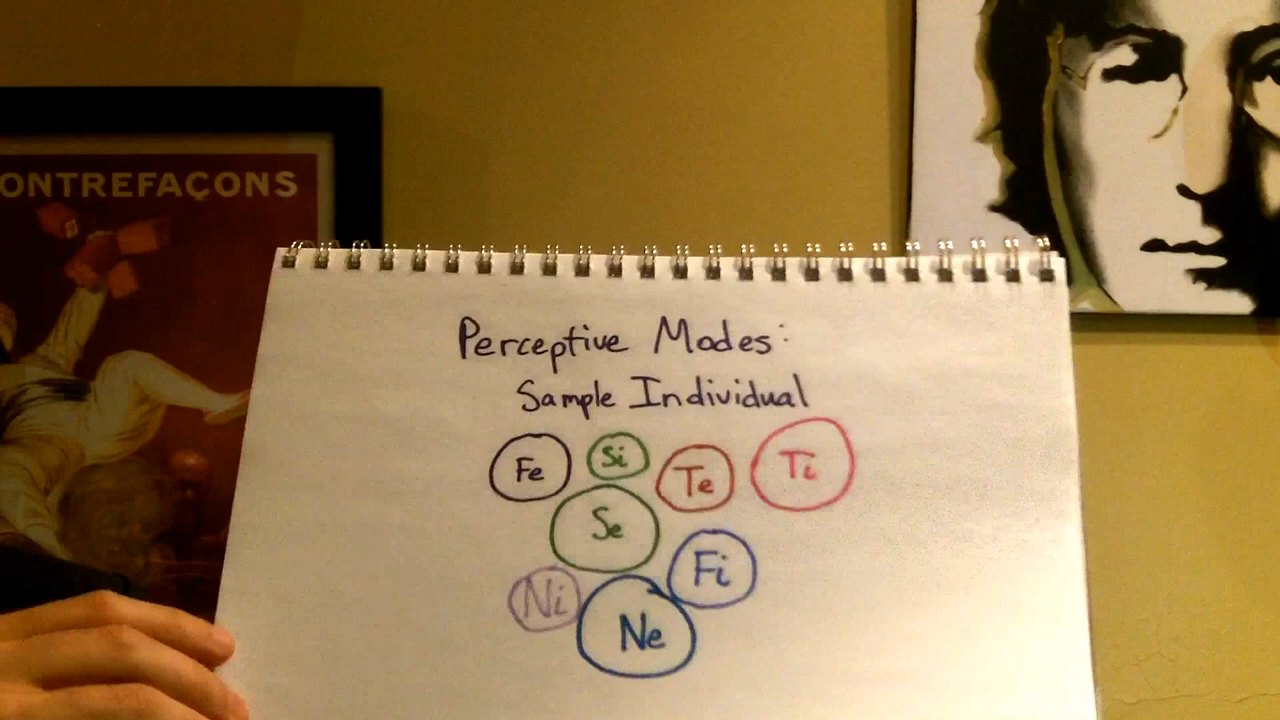 ONTREFAÇONS
Perceptive Modes:
Sample Individual
Fe Si Te Ti
Se
Fi
Ni Ne